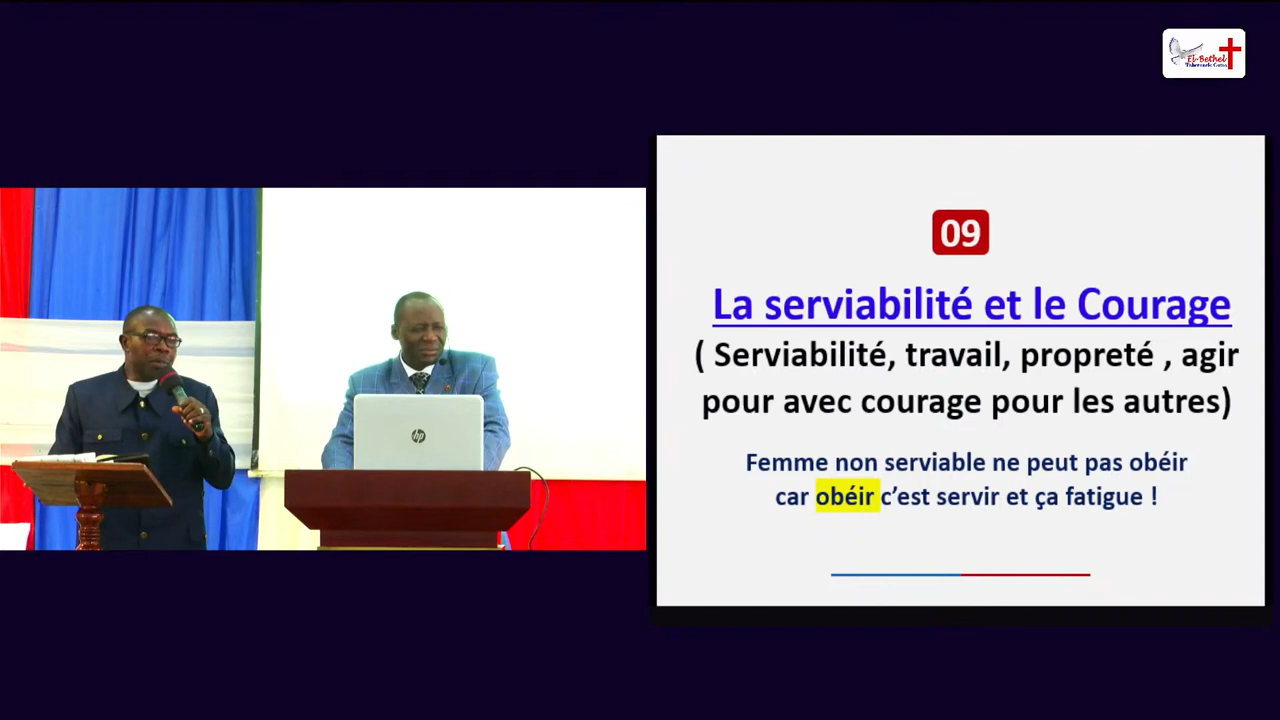 El-Bethel
09
La serviabilité et le Courage
( Serviabilité, travail, propreté , agir
pour avec courage pour les autres)
Femme non serviable ne peut pas obéir
car obéir c’est servir et ça fatigue !
hp